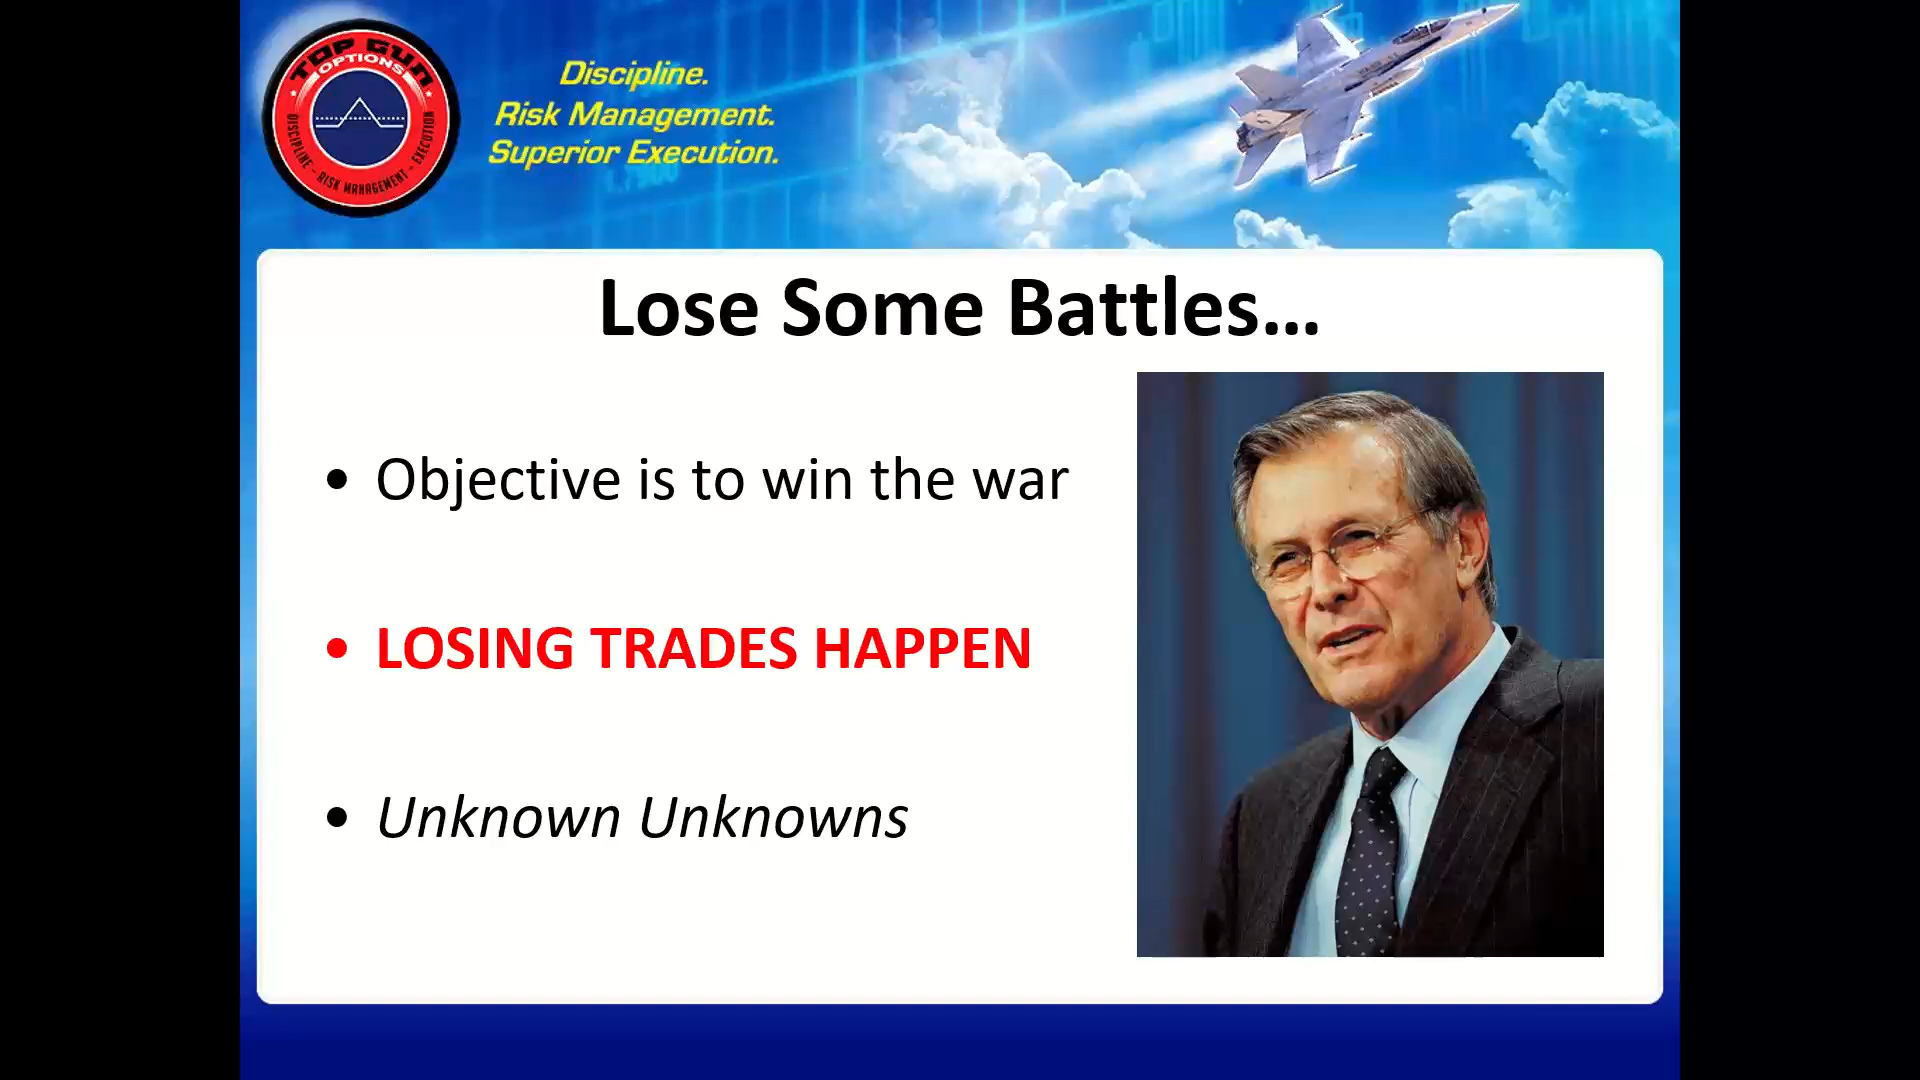 TOP GUN
OPTIONS
DISCIPLINE - RISK MANAGEMENT - EXECUTION
Discipline.
Risk Management.
Superior Execution.
Lose Some Battles...
• Objective is to win the war
• LOSING TRADES HAPPEN
• Unknown Unknowns